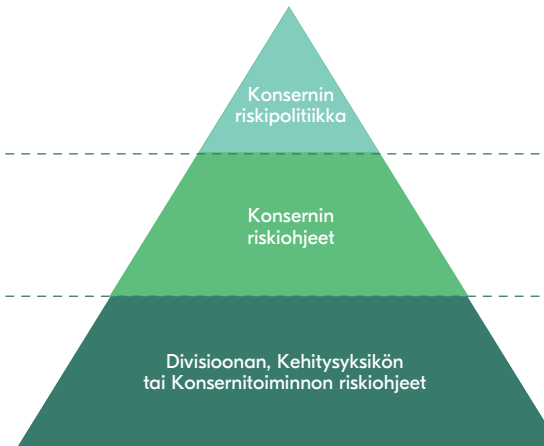 Konsernin
riskipolitiikka
Konsernin
riskiohjeet
Divisioonan, Kehitysyksikön
tai Konsernitoiminnon riskiohjeet